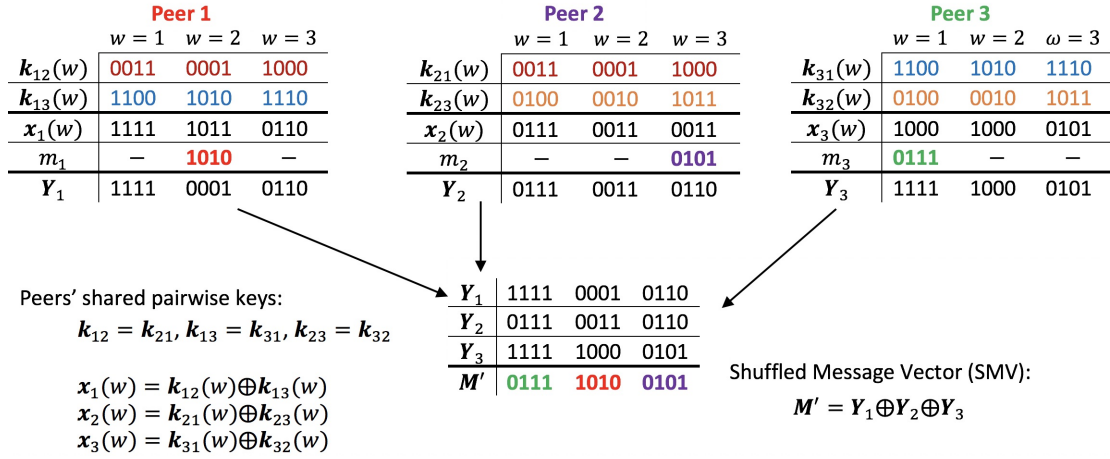 Peer 1
w = 1 w = 2 w = 3
k₁₂(w) 0011 0001 1000
k₁₃(w) 1100 1010 1110
x₁(w) 1111 1011 0110
m₁ – 1010 –
Y₁ 1111 0001 0110
Peer 2
w = 1 w = 2 w = 3
k₂₁(w) 0011 0001 1000
k₂₃(w) 0100 0010 1011
x₂(w) 0111 0011 0011
m₂ – – 0101
Y₂ 0111 0011 0110
Peer 3
w = 1 w = 2 ω = 3
k₃₁(w) 1100 1010 1110
k₃₂(w) 0100 0010 1011
x₃(w) 1000 1000 0101
m₃ 0111 – –
Y₃ 1111 1000 0101
Peers' shared pairwise keys:
k₁₂ = k₂₁, k₁₃ = k₃₁, k₂₃ = k₃₂
x₁(w) = k₁₂(w)⊕k₁₃(w)
x₂(w) = k₂₁(w)⊕k₂₃(w)
x₃(w) = k₃₁(w)⊕k₃₂(w)
Y₁ 1111 0001 0110
Y₂ 0111 0011 0110
Y₃ 1111 1000 0101
M′ 0111 1010 0101
Shuffled Message Vector (SMV):
M′ = Y₁⊕Y₂⊕Y₃